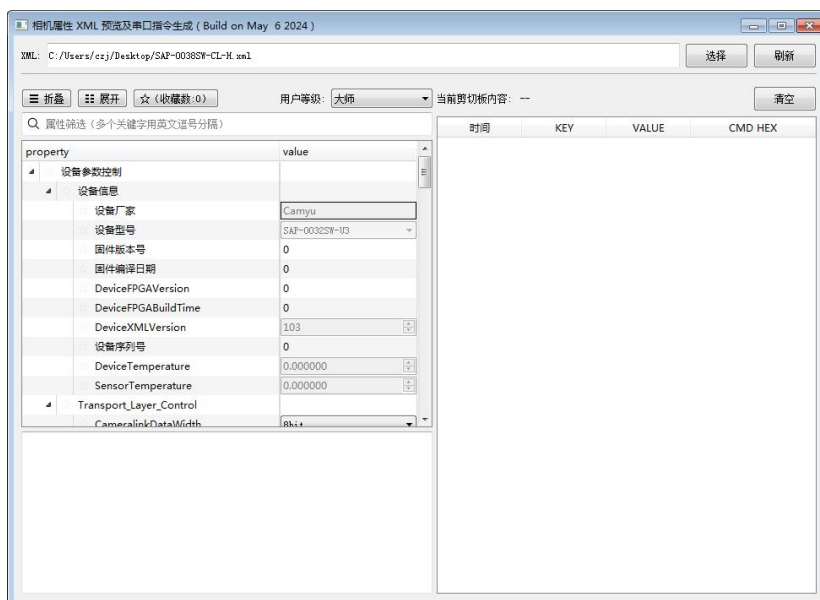 相机属性 XML 预览及串口指令生成 ( Build on May  6 2024 )
XML: C:/Users/czj/Desktop/SAP-0038SW-CL-H.xml 选择 刷新
折叠 展开 ☆ (收藏数:0) 用户等级: 大师 当前剪切板内容: -- 清空
属性筛选 (多个关键字用英文逗号分隔)
时间 KEY VALUE CMD HEX
property value
设备参数控制
设备信息
设备厂家 Camyu
设备型号 SAP-0032SW-U3
固件版本号 0
固件编译日期 0
DeviceFPGAVersion 0
DeviceFPGABuildTime 0
DeviceXMLVersion 103
设备序列号 0
DeviceTemperature 0.000000
SensorTemperature 0.000000
Transport_Layer_Control
CameralinkDataWidth 8bit